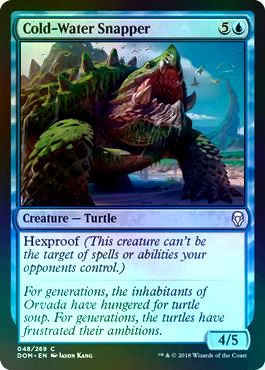 Cold-Water Snapper 5
Creature — Turtle
Hexproof (This creature can't be
the target of spells or abilities your
opponents control.)
For generations, the inhabitants of
Orvada have hungered for turtle
soup. For generations, the turtles have
frustrated their ambitions.
4/5
048/269 C
DOM • EN Jason Kang
™ & © 2018 Wizards of the Coast